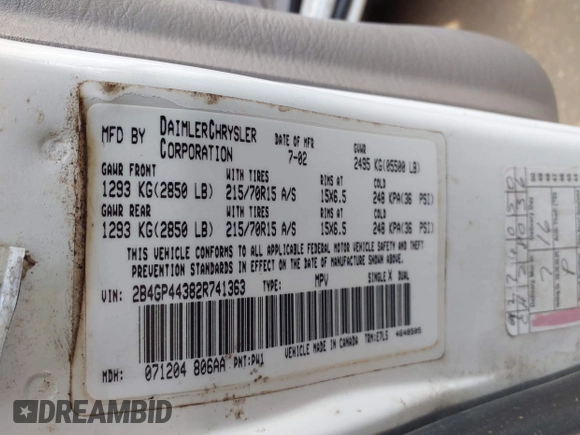 MFD BY DAIMLERCHRYSLER CORPORATION
DATE OF MFR 7-02
GVWR 2495 KG(05500 LB)
GAWR FRONT WITH TIRES RIMS AT COLD
1293 KG(2850 LB) 215/70R15 A/S 15X6.5 248 KPA(36 PSI)
GAWR REAR WITH TIRES RIMS AT COLD
1293 KG(2850 LB) 215/70R15 A/S 15X6.5 248 KPA(36 PSI)
THIS VEHICLE CONFORMS TO ALL APPLICABLE FEDERAL MOTOR VEHICLE SAFETY AND THEFT
PREVENTION STANDARDS IN EFFECT ON THE DATE OF MANUFACTURE SHOWN ABOVE.
VIN: 2B4GP44382R741363 TYPE: MPV SINGLE X DUAL
VEHICLE MADE IN CANADA TRM:E7L5 4648505
MDH: 071204 806AA PNT:PW1
DREAMBID